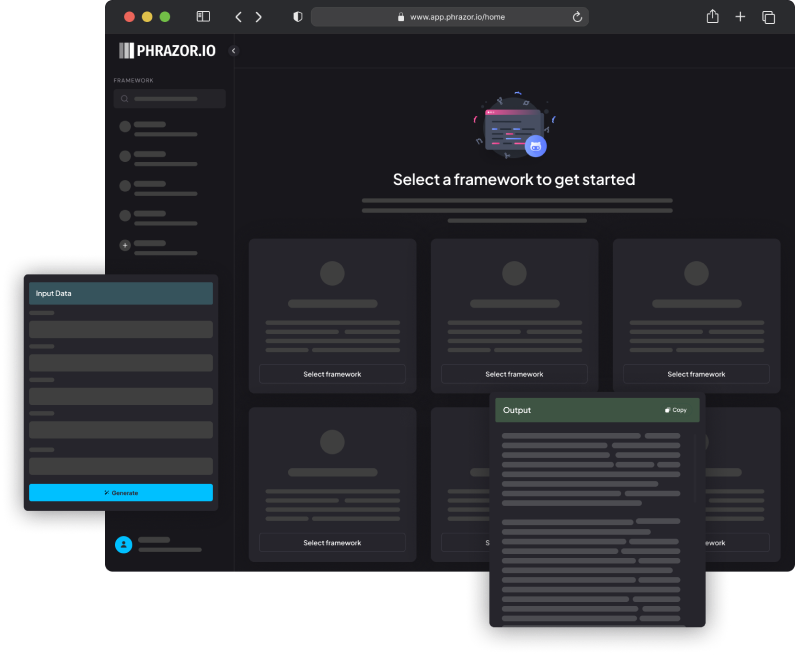 www.app.phrazor.io/home
PHRAZOR.IO
FRAMEWORK
Select a framework to get started
Input Data
Generate
Select framework
Select framework
Select framework
Output
Copy
Select framework
S
ework